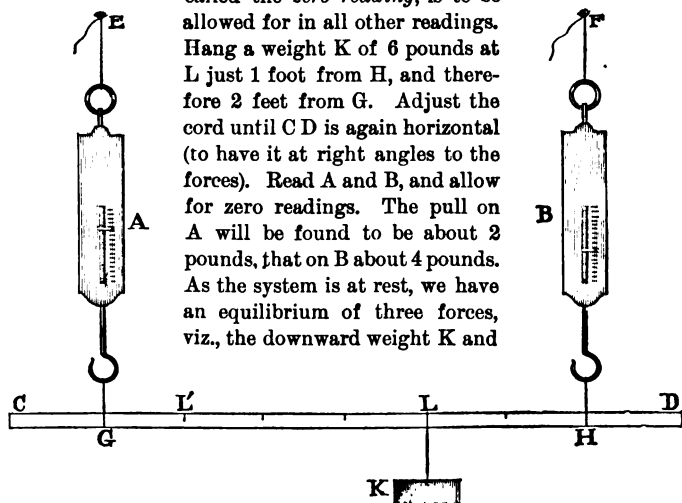 called the zero reading, is to be
E
F
allowed for in all other readings.
Hang a weight K of 6 pounds at
L just 1 foot from H, and there-
fore 2 feet from G. Adjust the
cord until C D is again horizontal
(to have it at right angles to the
forces). Read A and B, and allow
for zero readings. The pull on
A will be found to be about 2
pounds, that on B about 4 pounds.
As the system is at rest, we have
an equilibrium of three forces,
viz., the downward weight K and
A
B
C
L′
L
D
G
H
K